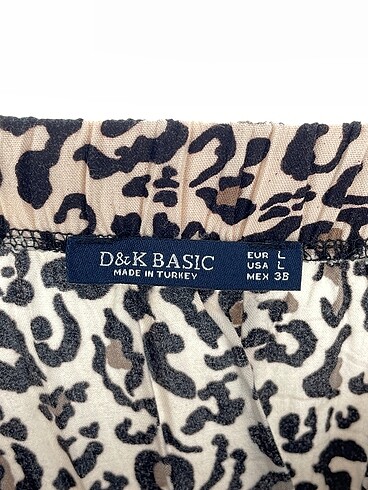 D&K BASIC
MADE IN TURKEY
EUR L
USA L
MEX 38